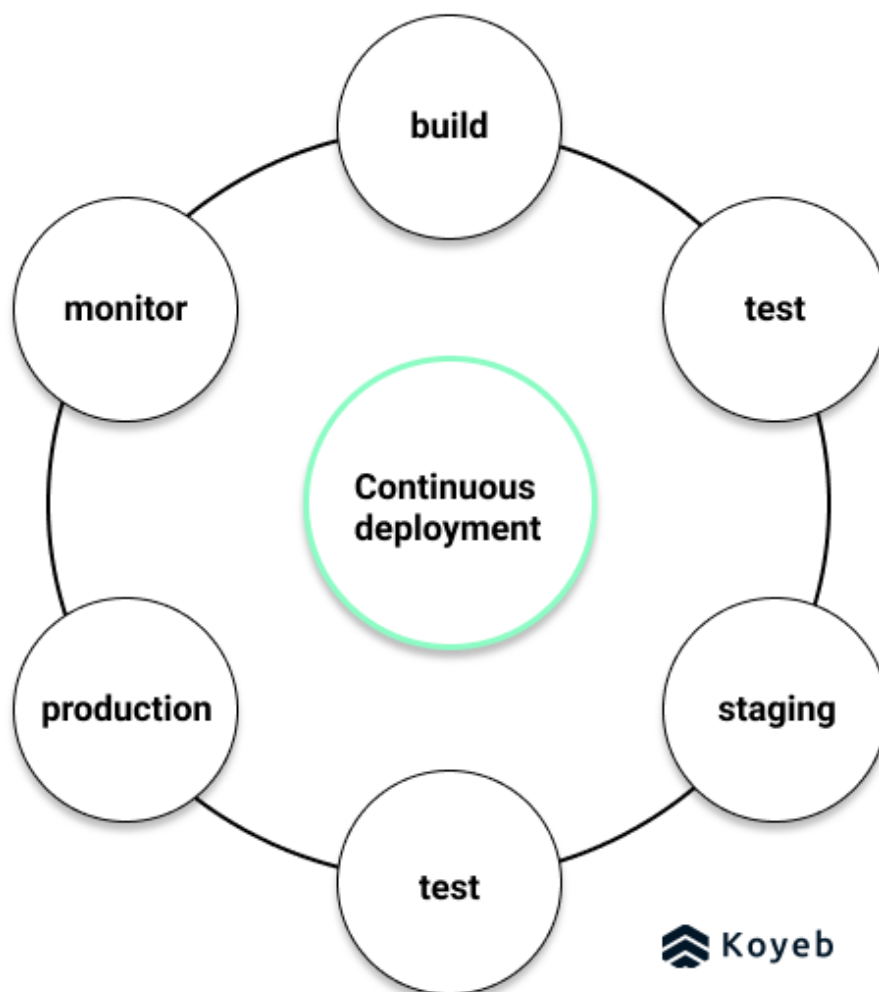 build
monitor
test
Continuous
deployment
production
staging
test
Koyeb